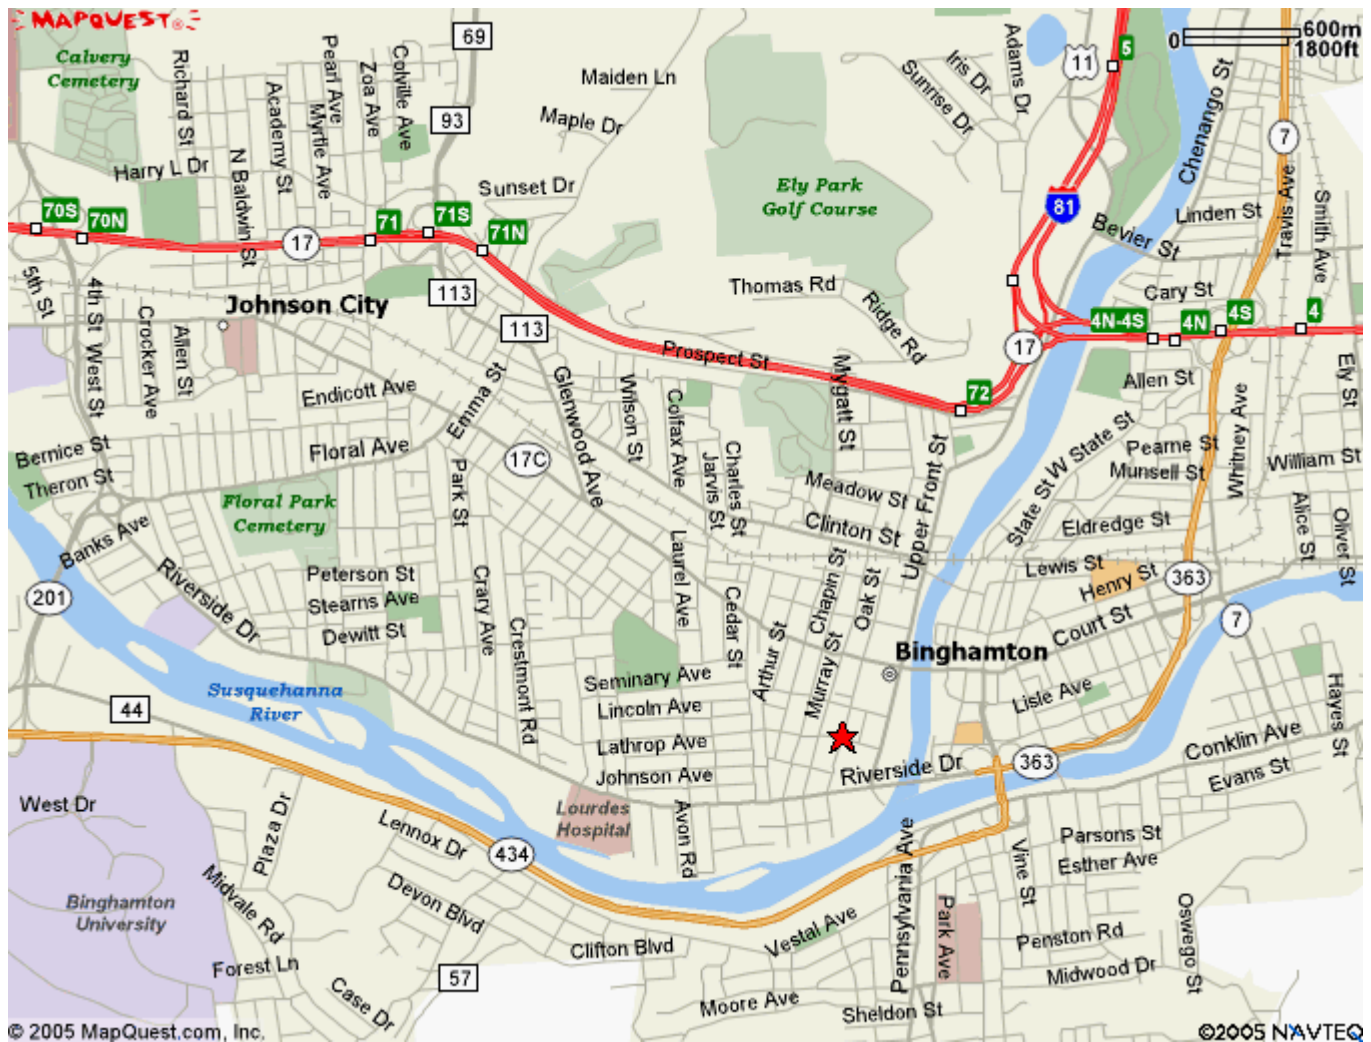 MAPQUEST
Calvery
Cemetery
Richard St
Pearl Ave
Zoa Ave
Colville Ave
Academy St
Myrtle Ave
Harry L Dr
N Baldwin St
69
93
Maiden Ln
Maple Dr
Sunset Dr
Ely Park
Golf Course
Iris Dr
Adams Dr
Sunrise Dr
11
5
0
600m
1800ft
7
Chenango St
Travis Ave
Smith Ave
Linden St
Bevier St
81
70S
70N
17
71
71S
71N
113
113
5th St
4th St
West St
Crocker Ave
Allen St
Johnson City
Thomas Rd
Ridge Rd
Cary St
4N-4S
4N
4S
4
17
Prospect St
Mygatt St
72
Allen St
Ely St
Endicott Ave
Emma St
Glenwood Ave
Wilson St
Colfax Ave
Jarvis St
Charles St
Floral Ave
17C
Bernice St
Theron St
Floral Park
Cemetery
Park St
Banks Ave
Meadow St
Clinton St
Upper Front St
State St
W State St
Pearne St
Munsell St
Whitney Ave
William St
Alice St
Oliver St
Eldredge St
Lewis St
Henry St
363
Court St
7
201
Riverside Dr
Peterson St
Stearns Ave
Dewitt St
Crary Ave
Crestmont Rd
Laurel Ave
Cedar St
Arthur St
Murray St
Chapin St
Oak St
Binghamton
Seminary Ave
Lincoln Ave
Lathrop Ave
Johnson Ave
Lisle Ave
Hayes St
Conklin Ave
Evans St
Susquehanna
River
44
Riverside Dr
363
West Dr
Plaza Dr
Lennox Dr
434
Lourdes
Hospital
Avon Rd
Parsons St
Esther Ave
Vine St
Pennsylvania Ave
Park Ave
Binghamton
University
Midvale Rd
Devon Blvd
Clifton Blvd
Vestal Ave
Penston Rd
Midwood Dr
Oswego St
Forest Ln
Case Dr
57
Moore Ave
Sheldon St
© 2005 MapQuest.com, Inc.
©2005 NAVTEQ